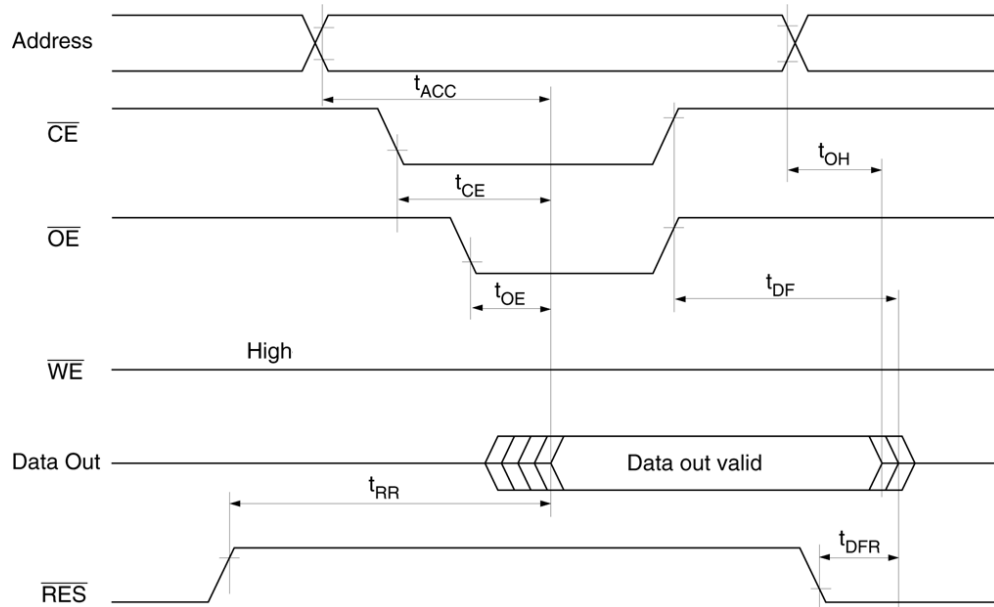 Address
tACC
CE
tOH
tCE
OE
tDF
tOE
High
WE
Data Out
Data out valid
tRR
tDFR
RES